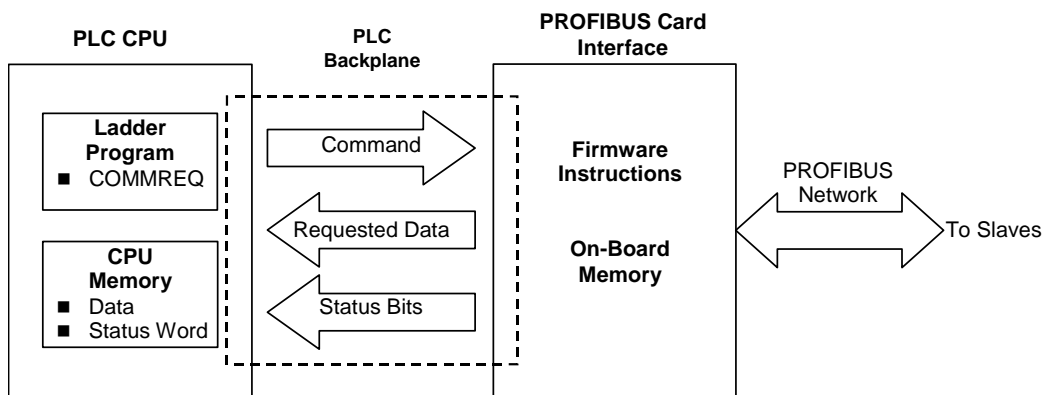 PLC CPU
PLC
Backplane
PROFIBUS Card
Interface
Ladder
Program
■ COMMREQ
CPU
Memory
■ Data
■ Status Word
Command
Requested Data
Status Bits
Firmware
Instructions
On-Board
Memory
PROFIBUS
Network
To Slaves